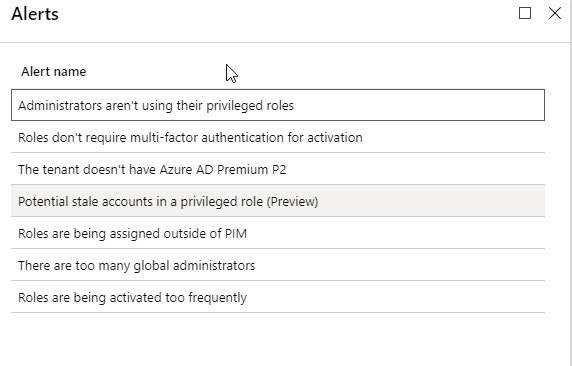 Alerts
Alert name
Administrators aren't using their privileged roles
Roles don't require multi-factor authentication for activation
The tenant doesn't have Azure AD Premium P2
Potential stale accounts in a privileged role (Preview)
Roles are being assigned outside of PIM
There are too many global administrators
Roles are being activated too frequently